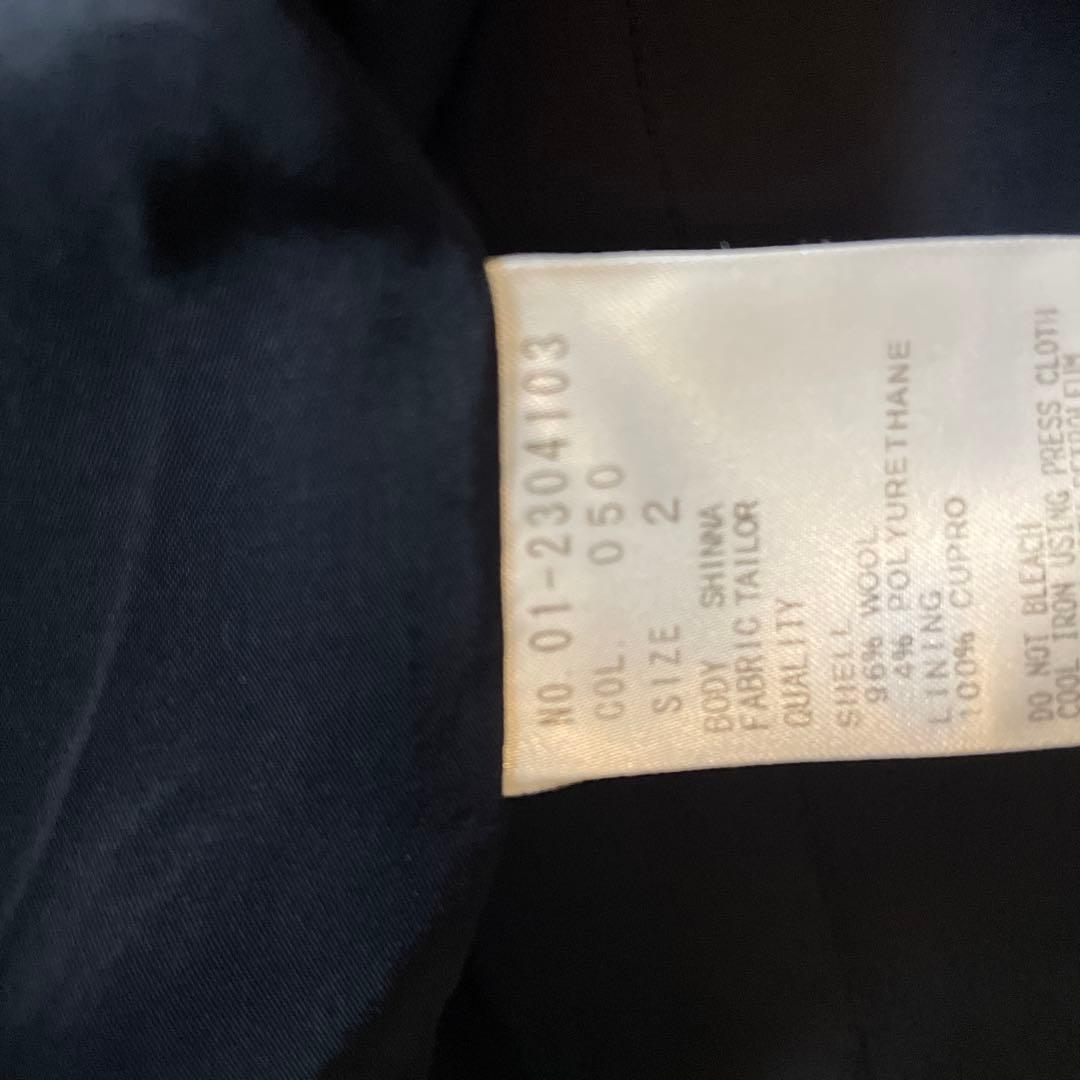 NO. 01-2304103
COL. 050
SIZE 2
BODY SHINNA
FABRIC TAILOR
QUALITY
SHELL
96% WOOL
4% POLYURETHANE
LINING
100% CUPRO
DO NOT BLEACH
COOL IRON USING PRESS CLOTH